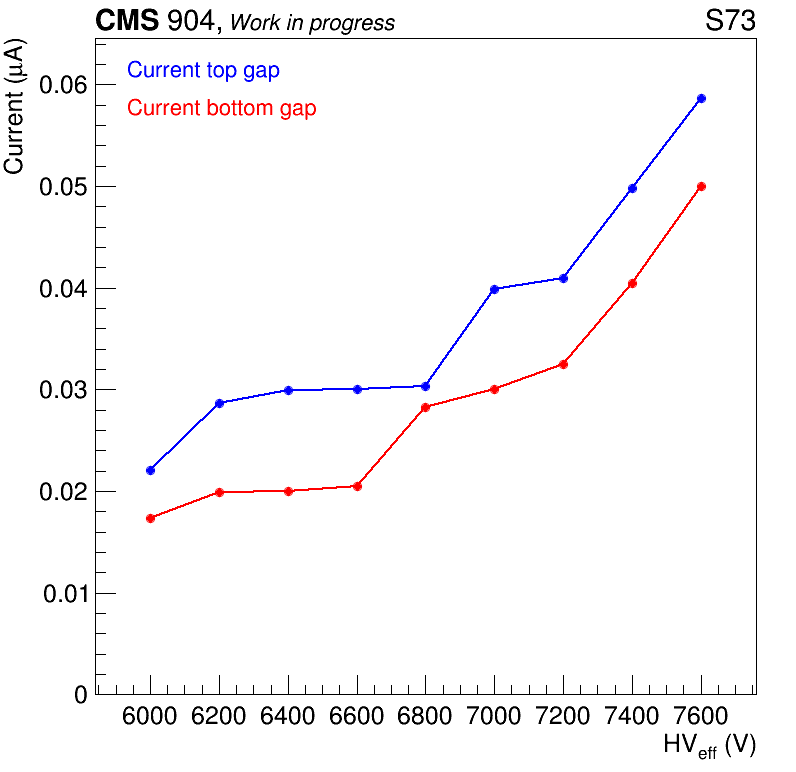 CMS 904, Work in progress S73
Current (μA)
Current top gap
Current bottom gap
0.06
0.05
0.04
0.03
0.02
0.01
0
6000 6200 6400 6600 6800 7000 7200 7400 7600
HVeff (V)